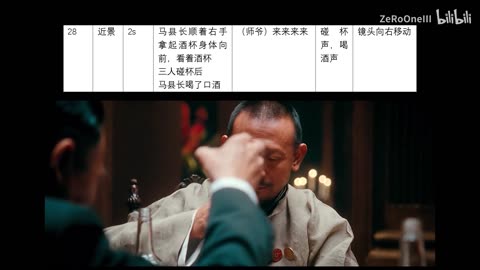 ZeRoOneIII bilibili
28 近景 2s 马县长顺着右手 （师爷）来来来来 碰杯 镜头向右移动
拿起酒杯身体向 声，喝
前，看着酒杯 酒声
三人碰杯后
马县长喝了口酒